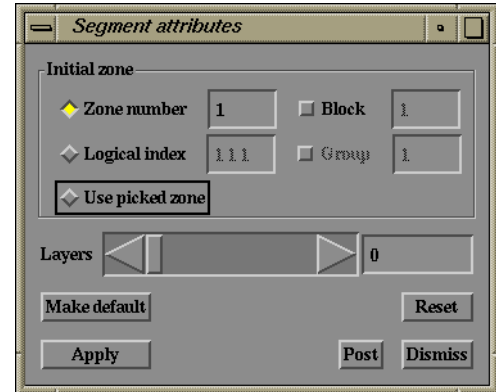 Segment attributes
Initial zone
Zone number 1 Block 1
Logical index 1 1 1 Group 1
Use picked zone
Layers 0
Make default Reset
Apply Post Dismiss